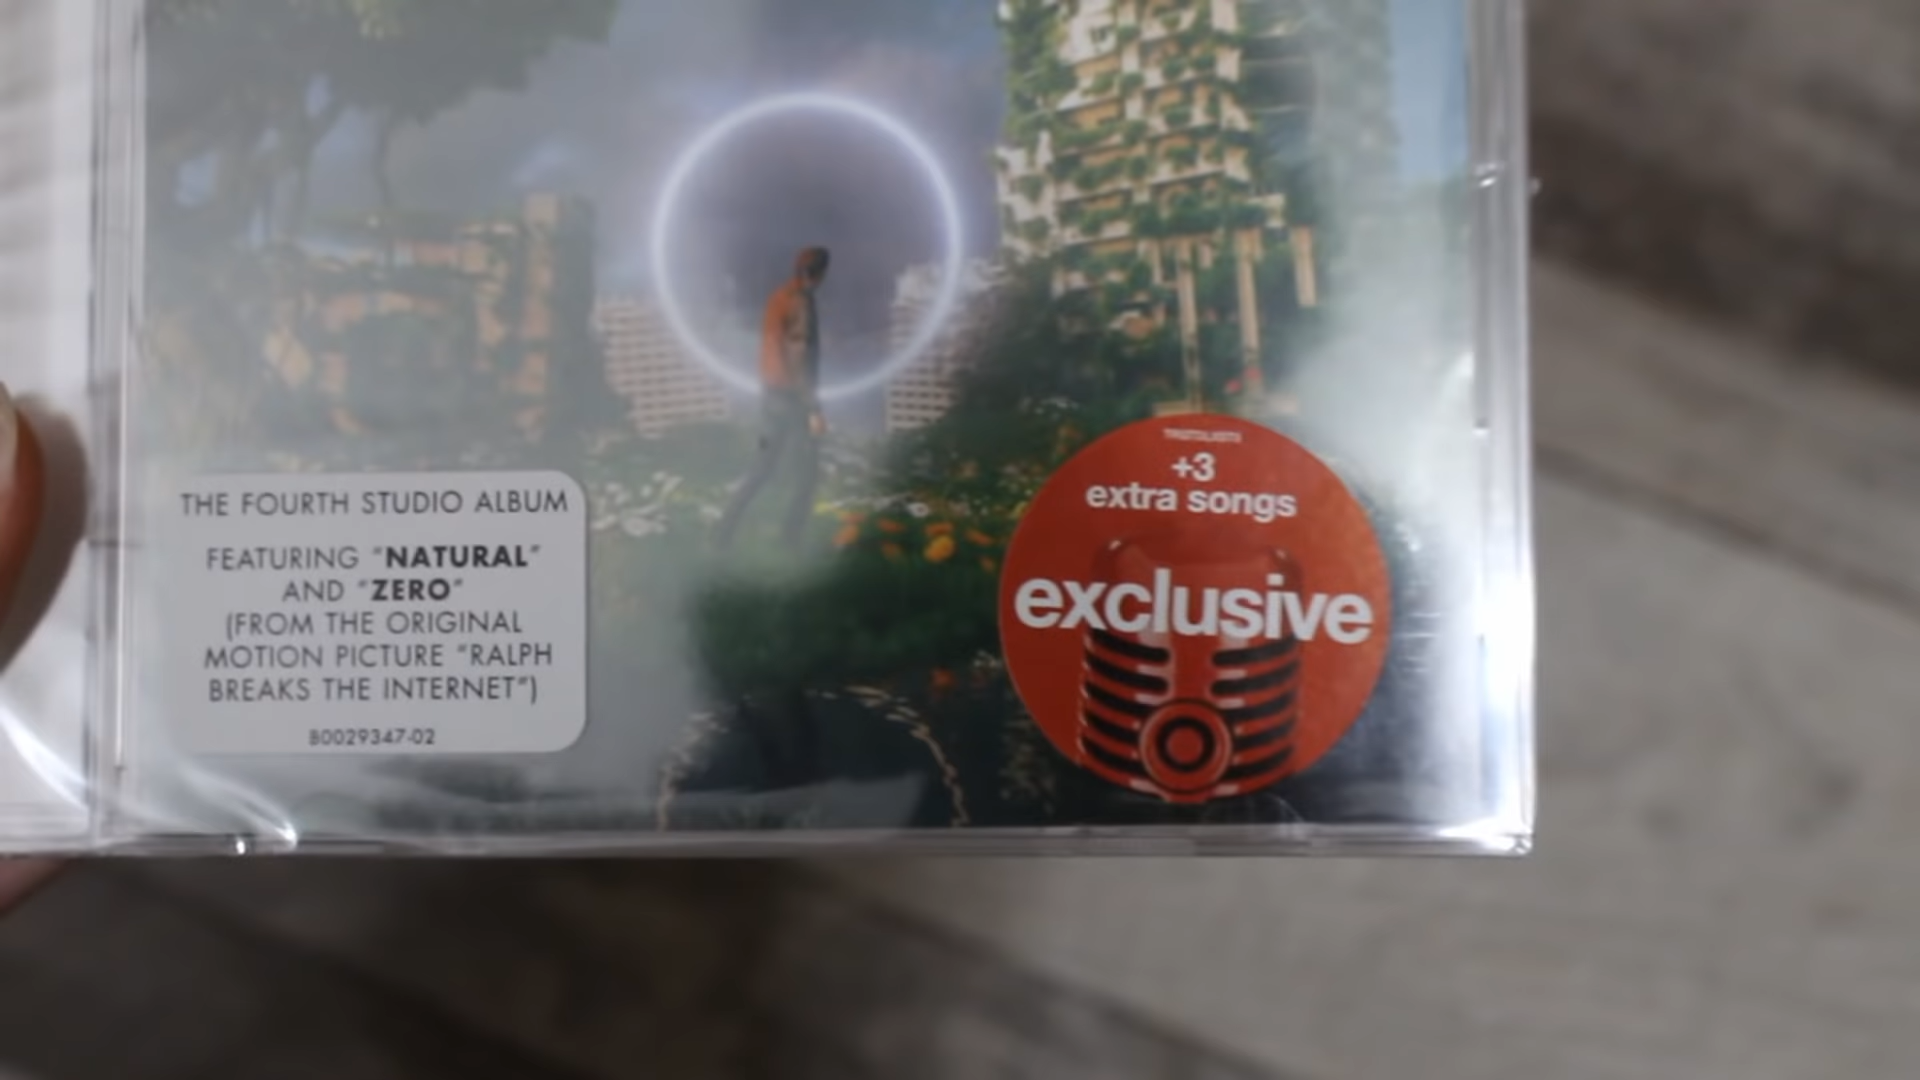 THE FOURTH STUDIO ALBUM
FEATURING "NATURAL"
AND "ZERO"
(FROM THE ORIGINAL
MOTION PICTURE "RALPH
BREAKS THE INTERNET")
B0029347-02
+3
extra songs
exclusive